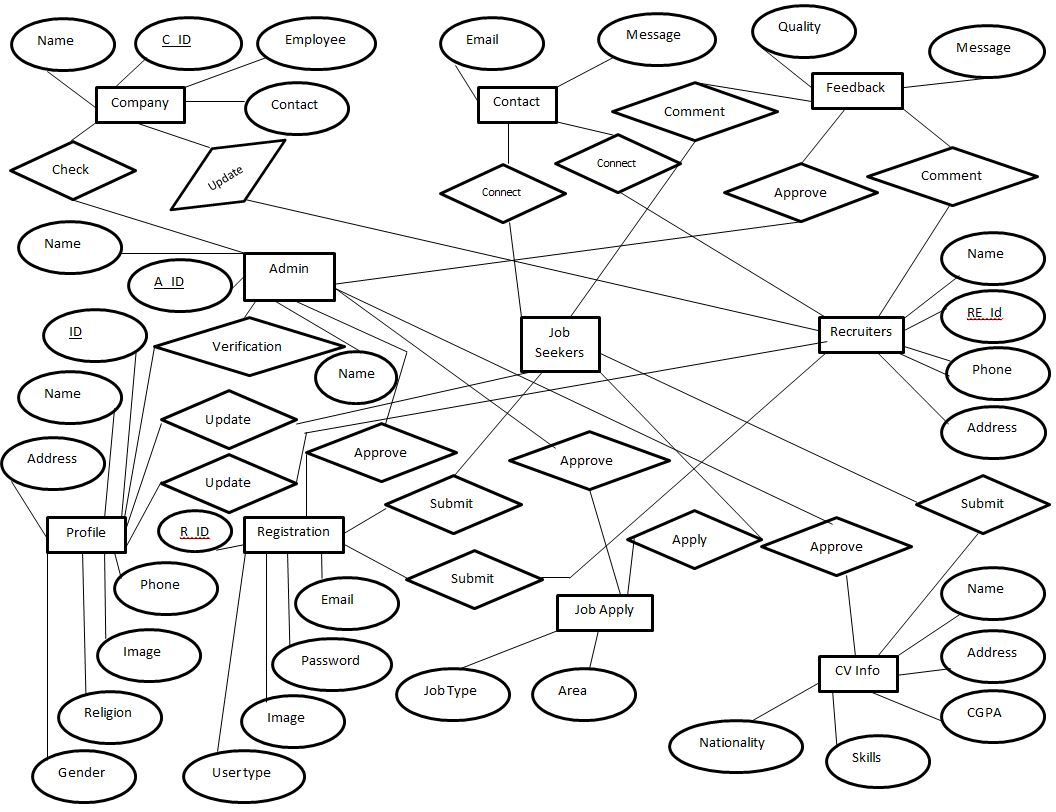 Name
C_ID
Employee
Email
Message
Quality
Message
Company
Contact
Contact
Comment
Feedback
Check
Update
Connect
Connect
Approve
Comment
Name
Admin
A_ID
Name
RE_Id
ID
Verification
Job
Seekers
Recruiters
Name
Phone
Name
Update
Address
Address
Approve
Approve
Update
Submit
Submit
Profile
R_ID
Registration
Apply
Approve
Submit
Phone
Email
Job Apply
Name
Image
Password
CV Info
Address
Religion
Image
Job Type
Area
CGPA
Nationality
Skills
Gender
User type